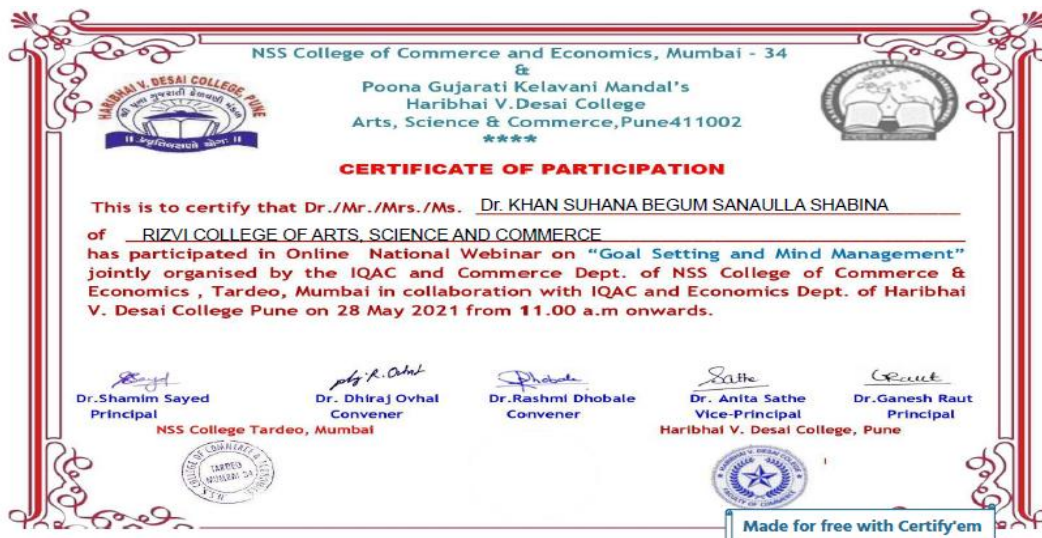 NSS College of Commerce and Economics, Mumbai - 34
&
Poona Gujarati Kelavani Mandal's
Haribhai V.Desai College
Arts, Science & Commerce,Pune411002
****
HARIBHAI V. DESAI COLLEGE, PUNE
CERTIFICATE OF PARTICIPATION
This is to certify that Dr./Mr./Mrs./Ms. Dr. KHAN SUHANA BEGUM SANAULLA SHABINA
of RIZVI COLLEGE OF ARTS, SCIENCE AND COMMERCE
has participated in Online National Webinar on “Goal Setting and Mind Management”
jointly organised by the IQAC and Commerce Dept. of NSS College of Commerce &
Economics , Tardeo, Mumbai in collaboration with IQAC and Economics Dept. of Haribhai
V. Desai College Pune on 28 May 2021 from 11.00 a.m onwards.
Sathe
Dr.Shamim Sayed Dr. Dhiraj Ovhal Dr.Rashmi Dhobale Dr. Anita Sathe Dr.Ganesh Raut
Principal Convener Convener Vice-Principal Principal
NSS College Tardeo, Mumbai Haribhai V. Desai College, Pune
TARDEO
MUMBAI 34
HARIBHAI V. DESAI COLLEGE
FACULTY OF COMMERCE
Made for free with Certify'em